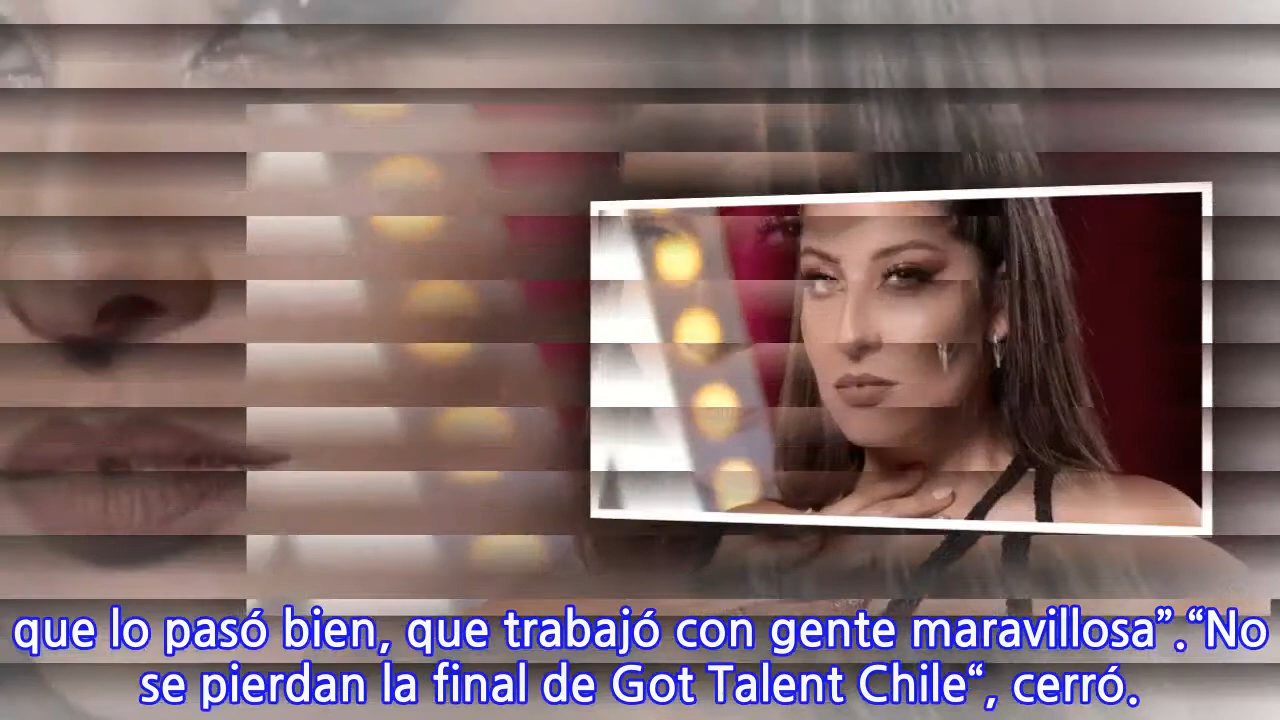 que lo pasó bien, que trabajó con gente maravillosa”.“No
se pierdan la final de Got Talent Chile“, cerró.